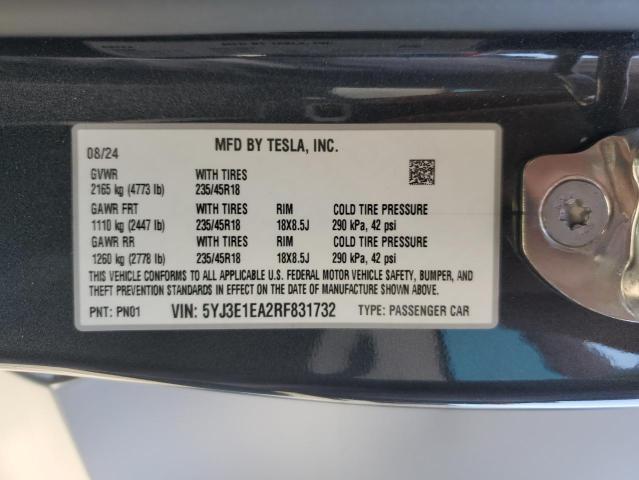 MFD BY TESLA, INC.
08/24
GVWR WITH TIRES
2165 kg (4773 lb) 235/45R18
GAWR FRT WITH TIRES RIM COLD TIRE PRESSURE
1110 kg (2447 lb) 235/45R18 18X8.5J 290 kPa, 42 psi
GAWR RR WITH TIRES RIM COLD TIRE PRESSURE
1260 kg (2778 lb) 235/45R18 18X8.5J 290 kPa, 42 psi
THIS VEHICLE CONFORMS TO ALL APPLICABLE U.S. FEDERAL MOTOR VEHICLE SAFETY, BUMPER, AND
THEFT PREVENTION STANDARDS IN EFFECT ON THE DATE OF MANUFACTURE SHOWN ABOVE.
PNT: PN01 VIN: 5YJ3E1EA2RF831732 TYPE: PASSENGER CAR